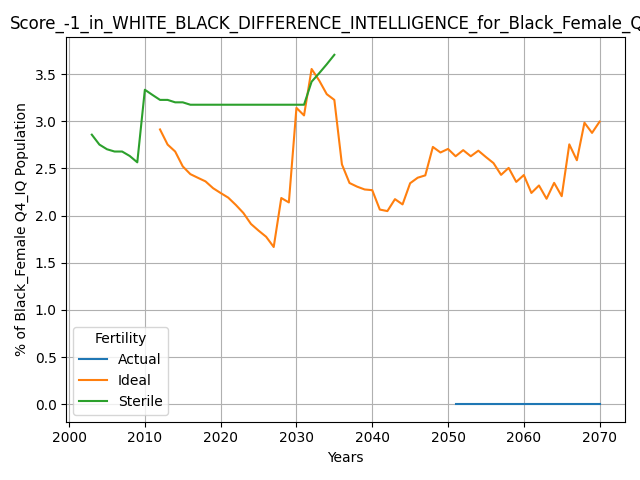 Score_-1_in_WHITE_BLACK_DIFFERENCE_INTELLIGENCE_for_Black_Female_Q
% of Black_Female Q4_IQ Population
3.5
3.0
2.5
2.0
1.5
1.0
0.5
0.0
Fertility
Actual
Ideal
Sterile
2000 2010 2020 2030 2040 2050 2060 2070
Years